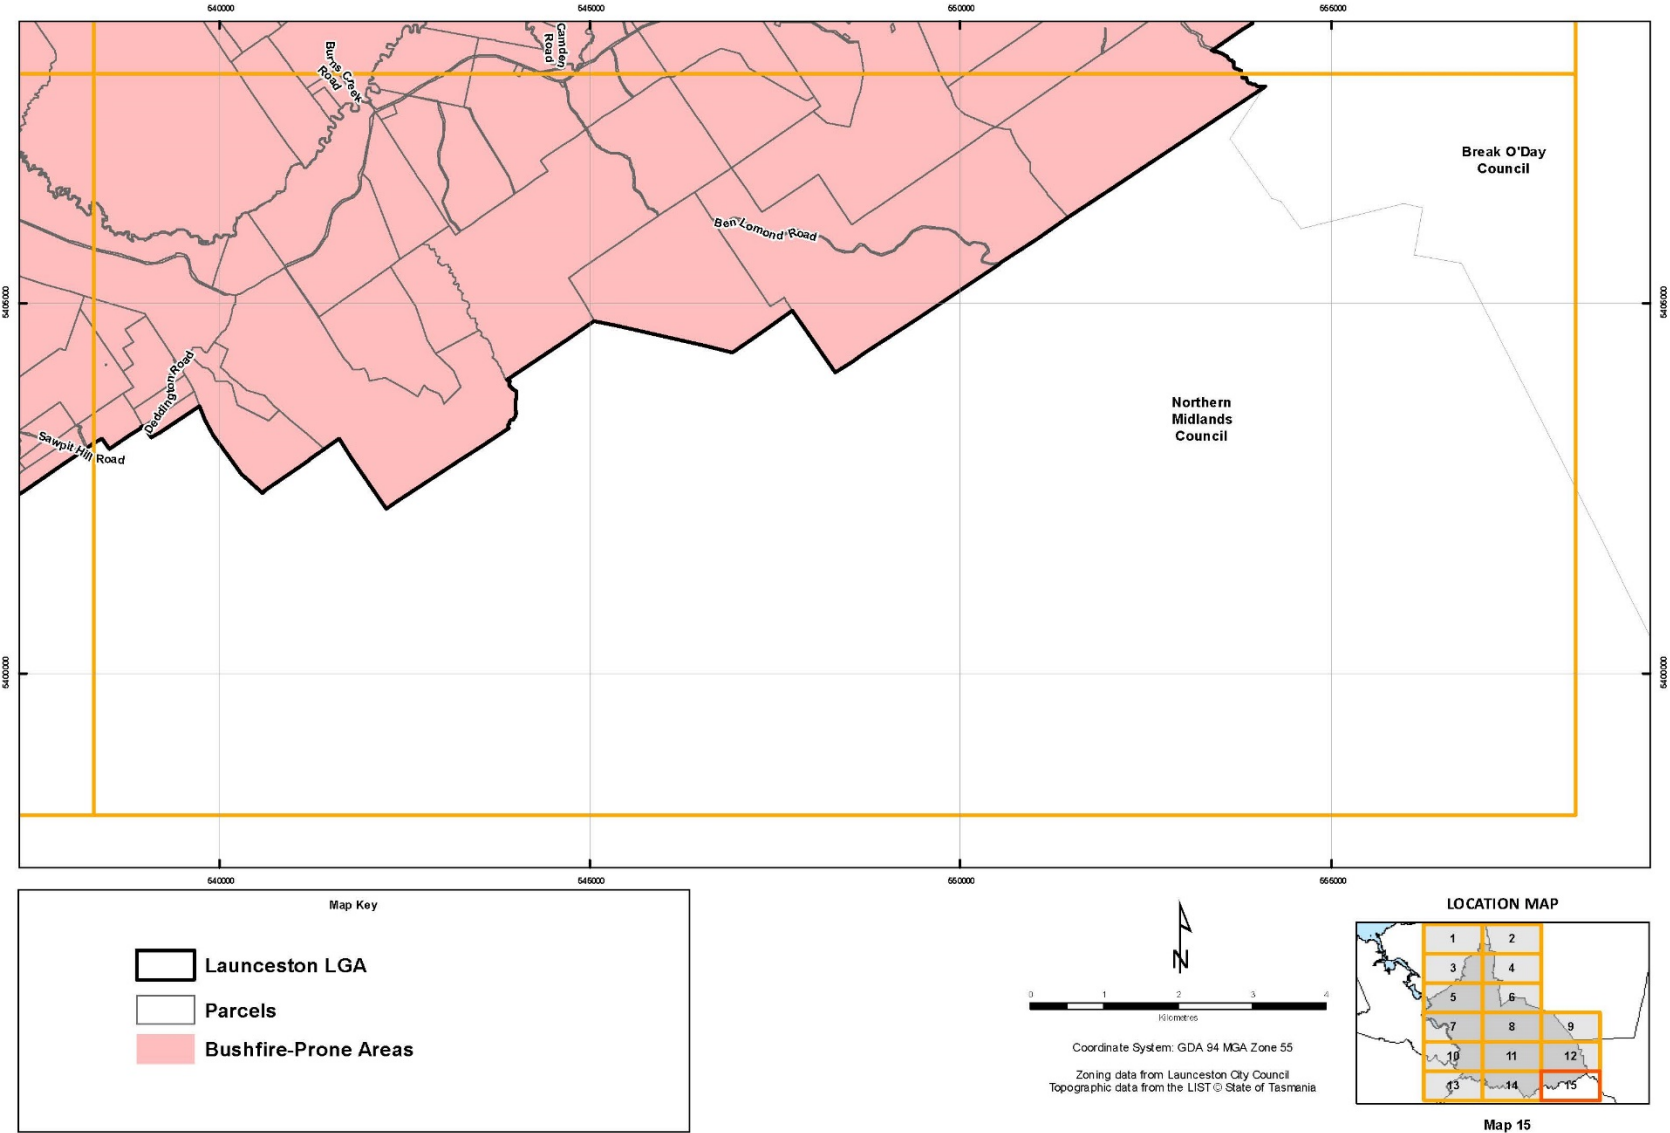 540000
545000
550000
555000
Burns Creek
Road
Camden
Road
Break O'Day
Council
Ben Lomond Road
5405000
5405000
Deddington Road
Northern
Midlands
Council
Sawpit Hill Road
5400000
5400000
540000
545000
550000
555000
Map Key
Launceston LGA
Parcels
Bushfire-Prone Areas
N
0 1 2 3 4
Kilometres
Coordinate System: GDA 94 MGA Zone 55
Zoning data from Launceston City Council
Topographic data from the LIST © State of Tasmania
LOCATION MAP
1 2
3 4
5 6
7 8 9
10 11 12
13 14 15
Map 15